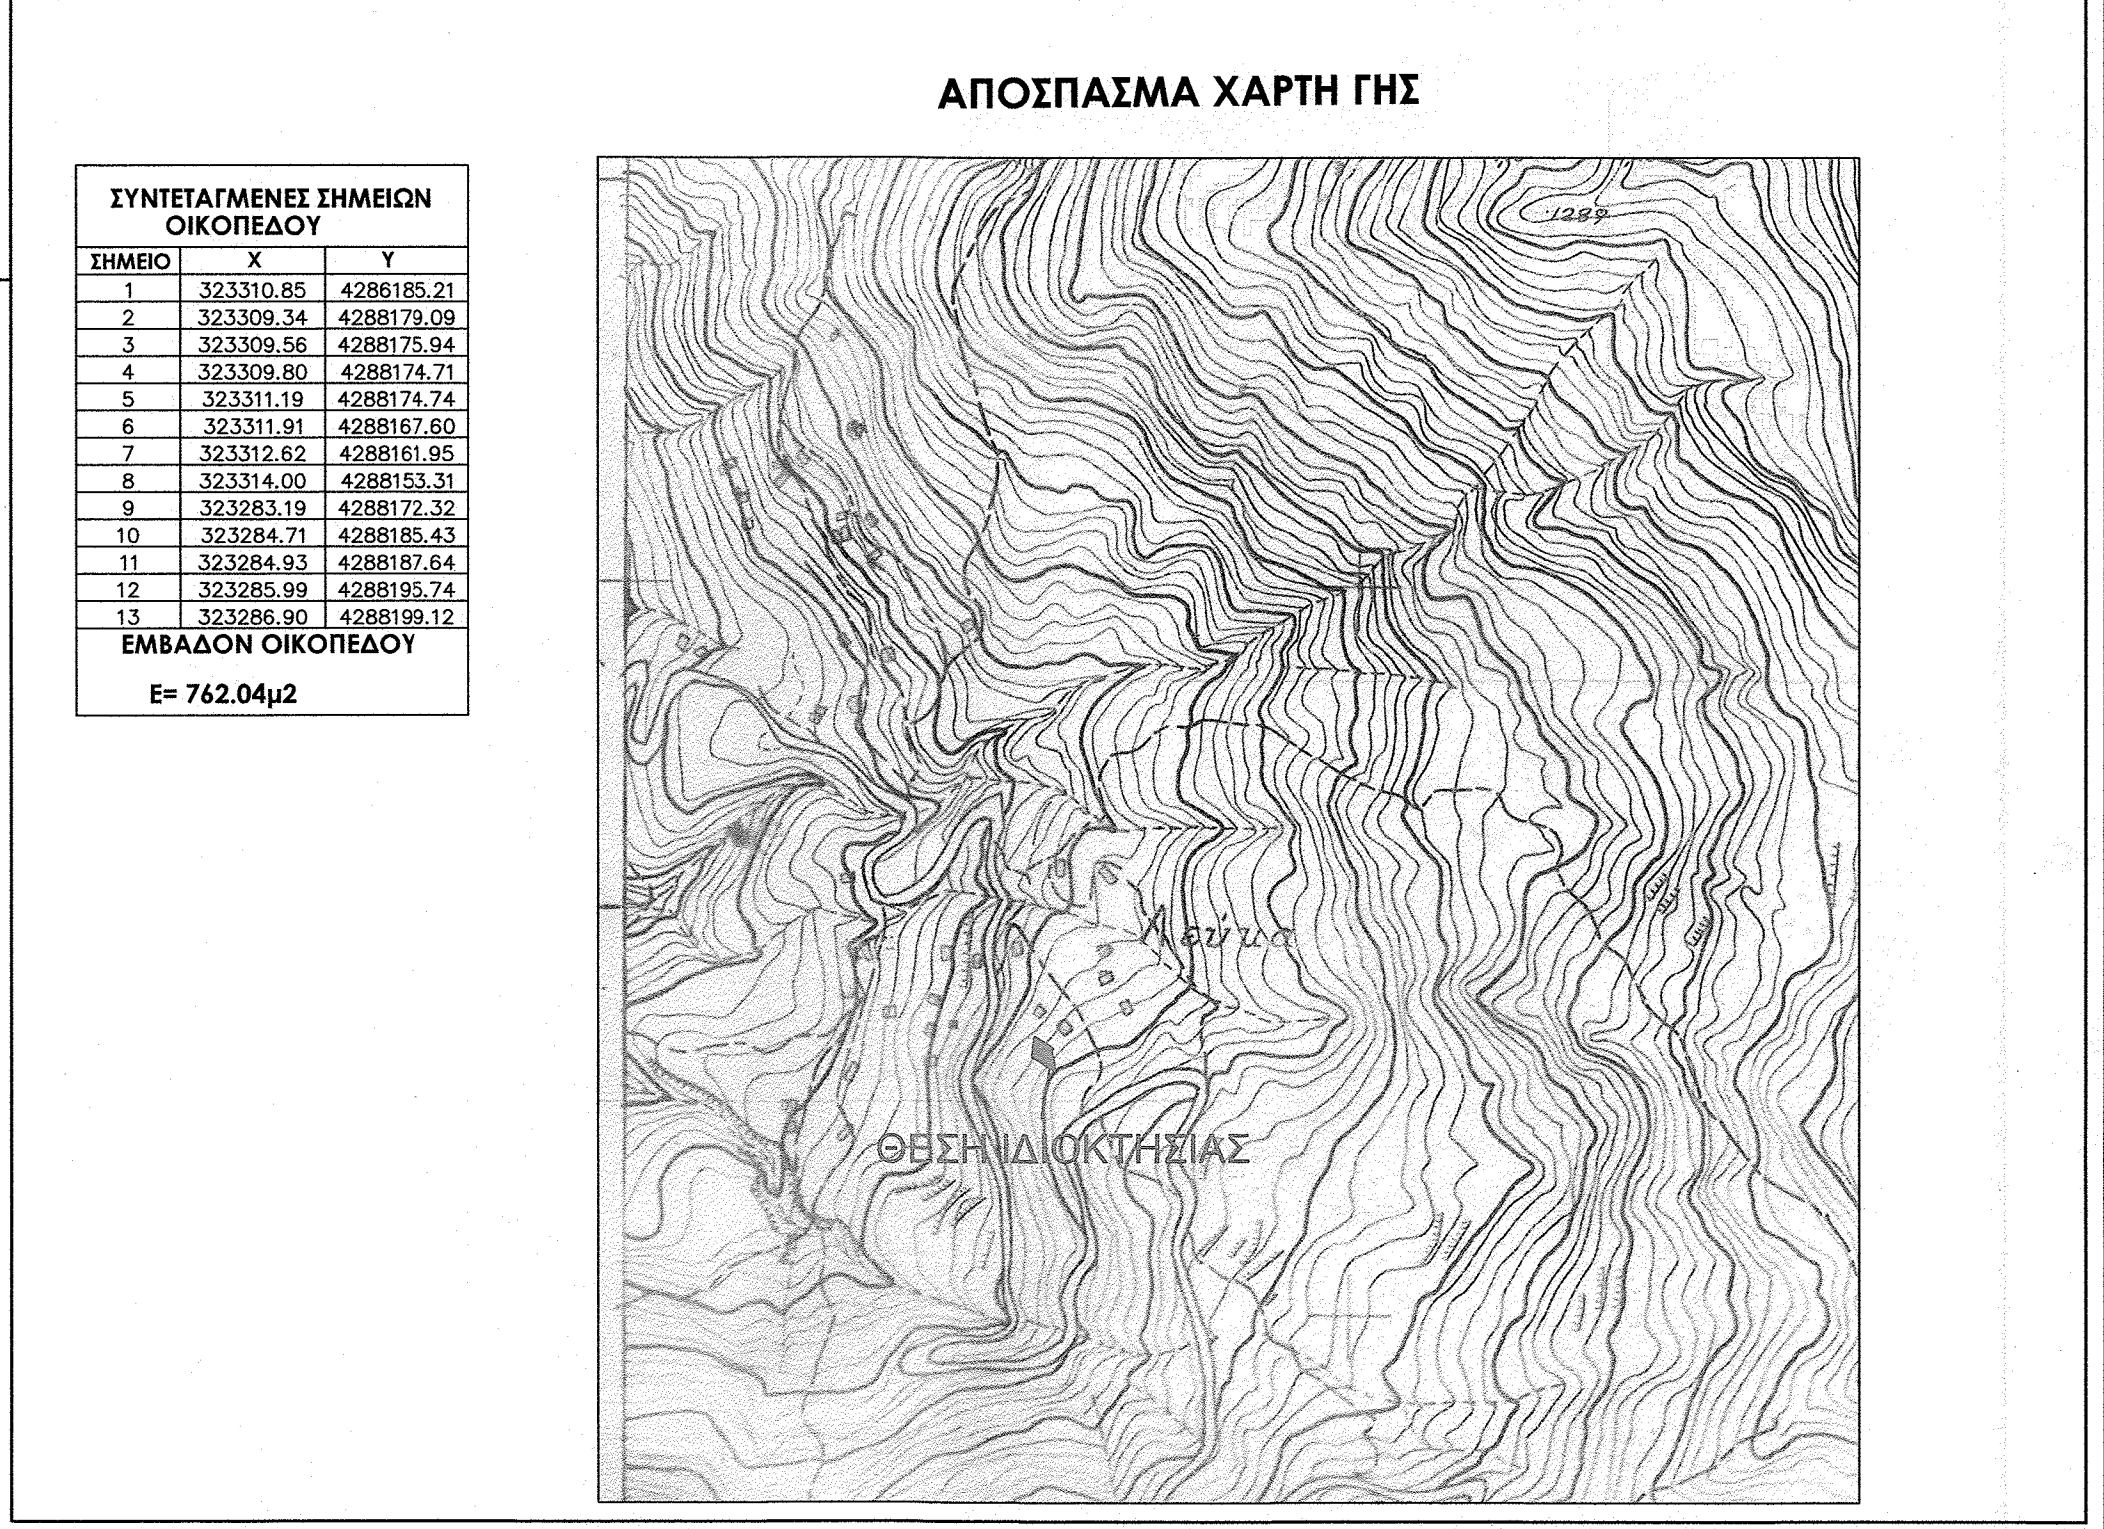 ΑΠΟΣΠΑΣΜΑ ΧΑΡΤΗ ΓΗΣ
ΣΥΝΤΕΤΑΓΜΕΝΕΣ ΣΗΜΕΙΩΝ
ΟΙΚΟΠΕΔΟΥ
ΣΗΜΕΙΟ X Y
1 323310.85 4286185.21
2 323309.34 4288179.09
3 323309.56 4288175.94
4 323309.80 4288174.71
5 323311.19 4288174.74
6 323311.91 4288167.60
7 323312.62 4288161.95
8 323314.00 4288153.31
9 323283.19 4288172.32
10 323284.71 4288185.43
11 323284.93 4288187.64
12 323285.99 4288195.74
13 323286.90 4288199.12
ΕΜΒΑΔΟΝ ΟΙΚΟΠΕΔΟΥ
Ε= 762.04μ2
1289
Λεύκα
ΘΕΣΗ ΙΔΙΟΚΤΗΣΙΑΣ